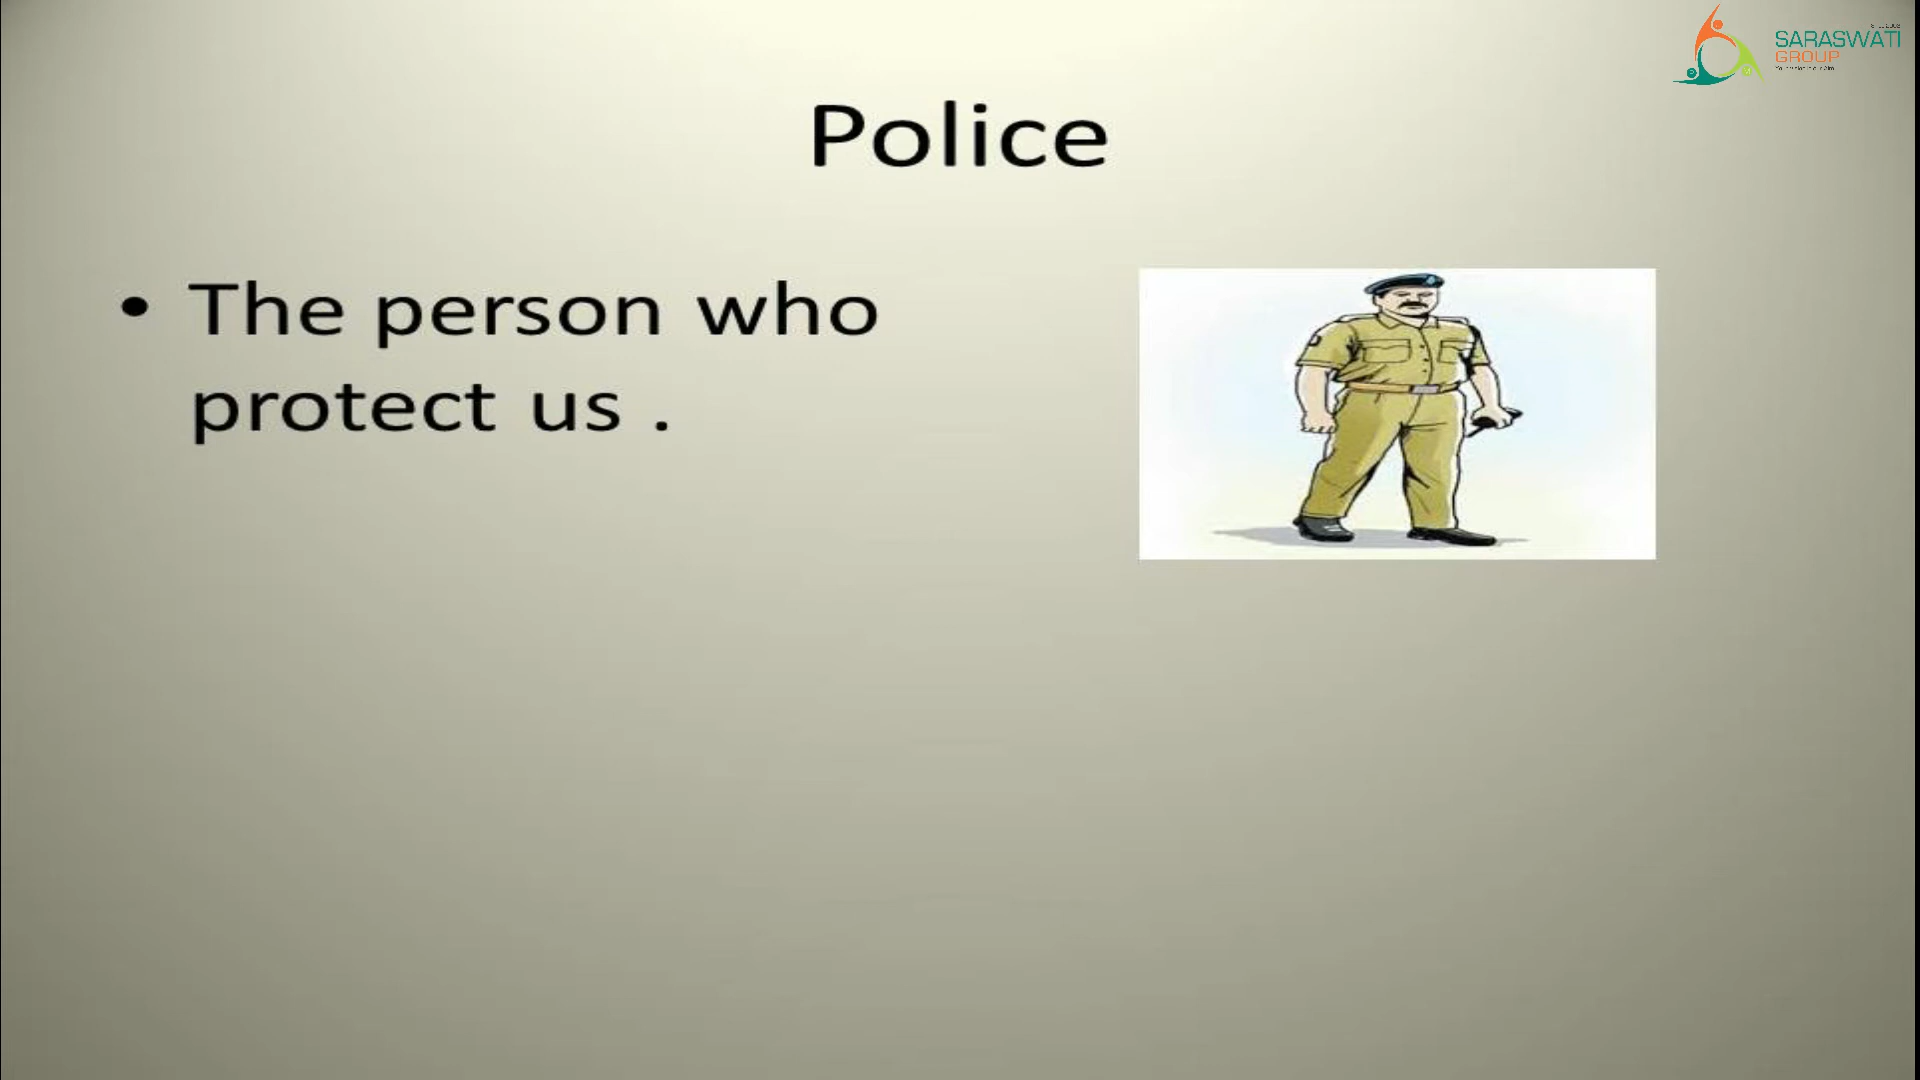 SARASWATI
GROUP
Police
• The person who
protect us .